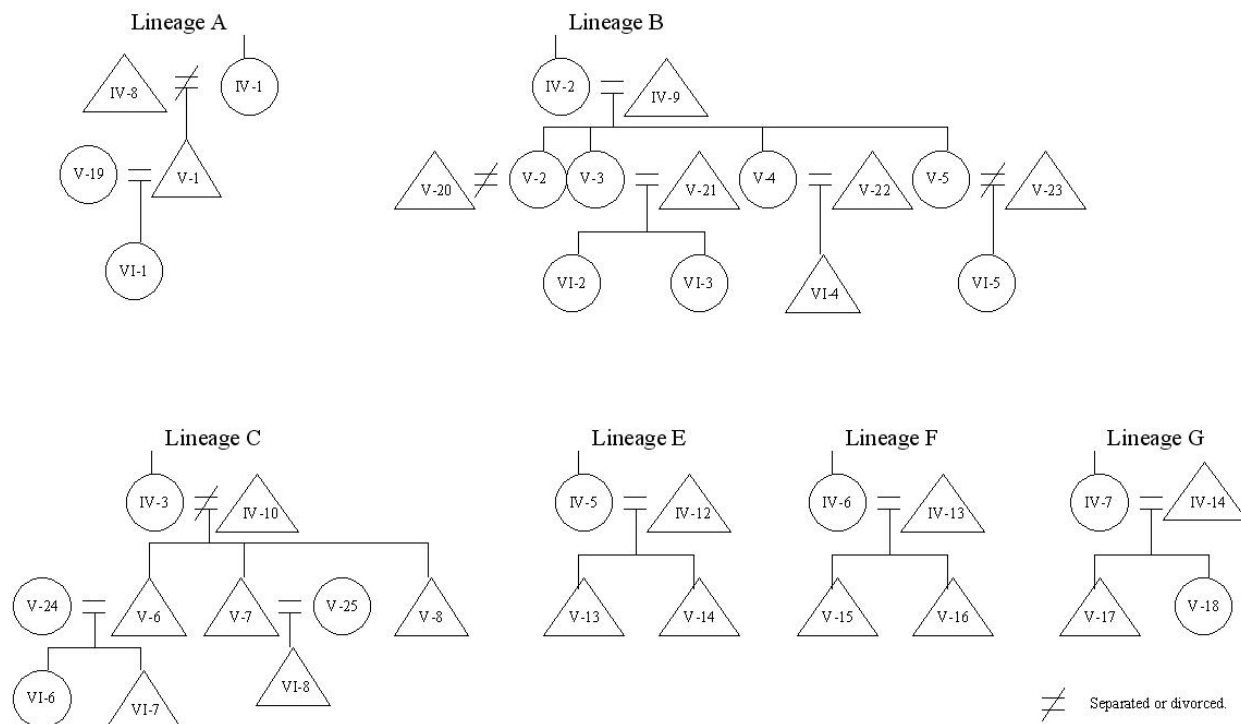 Lineage A
Lineage B
IV-8
IV-1
IV-2
IV-9
V-19
V-1
V-20
V-2
V-3
V-21
V-4
V-22
V-5
V-23
VI-1
VI-2
VI-3
VI-4
VI-5
Lineage C
Lineage E
Lineage F
Lineage G
IV-3
IV-10
IV-5
IV-12
IV-6
IV-13
IV-7
IV-14
V-24
V-6
V-7
V-25
V-8
V-13
V-14
V-15
V-16
V-17
V-18
VI-6
VI-7
VI-8
Separated or divorced.